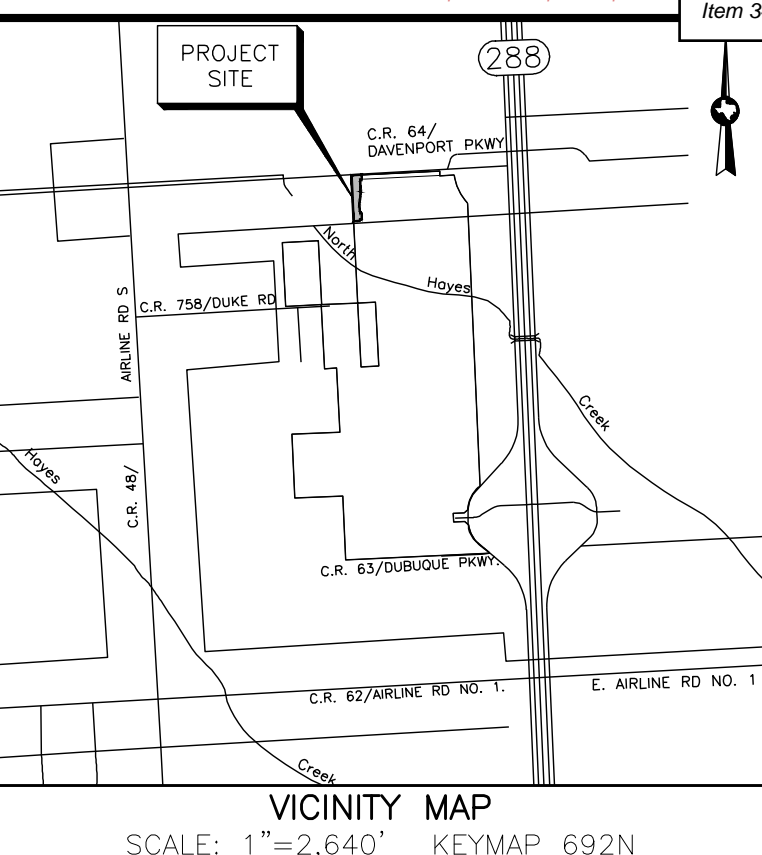 Item 3
PROJECT
SITE
288
C.R. 64/
DAVENPORT PKWY
North
Hayes
C.R. 758/DUKE RD
AIRLINE RD S
Creek
Hayes
C.R. 48/
C.R. 63/DUBUQUE PKWY.
C.R. 62/AIRLINE RD NO. 1.
E. AIRLINE RD NO. 1
Creek
VICINITY MAP
SCALE: 1"=2,640' KEYMAP 692N